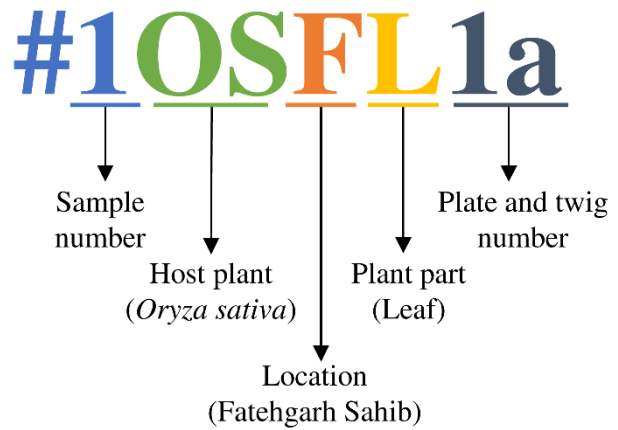 #1OSFL1a
Sample
number
Plate and twig
number
Host plant
(Oryza sativa)
Plant part
(Leaf)
Location
(Fatehgarh Sahib)